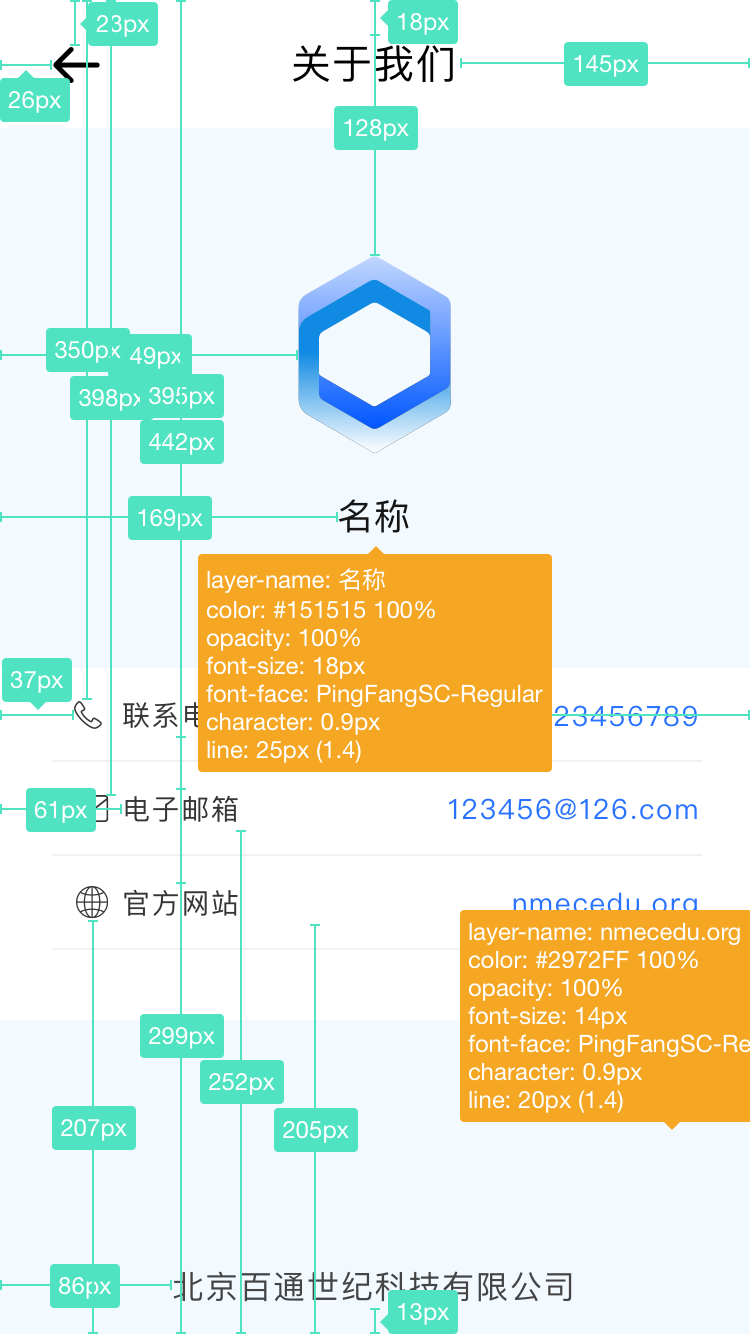 23px
18px
关于我们
145px
26px
128px
350px
49px
398px
395px
442px
169px
名称
layer-name: 名称
color: #151515 100%
opacity: 100%
font-size: 18px
font-face: PingFangSC-Regular
character: 0.9px
line: 25px (1.4)
37px
联系电
23456789
61px
电子邮箱
123456@126.com
官方网站
nmecedu.org
layer-name: nmecedu.org
color: #2972FF 100%
opacity: 100%
font-size: 14px
font-face: PingFangSC-Re
character: 0.9px
line: 20px (1.4)
299px
252px
207px
205px
86px
北京百通世纪科技有限公司
13px